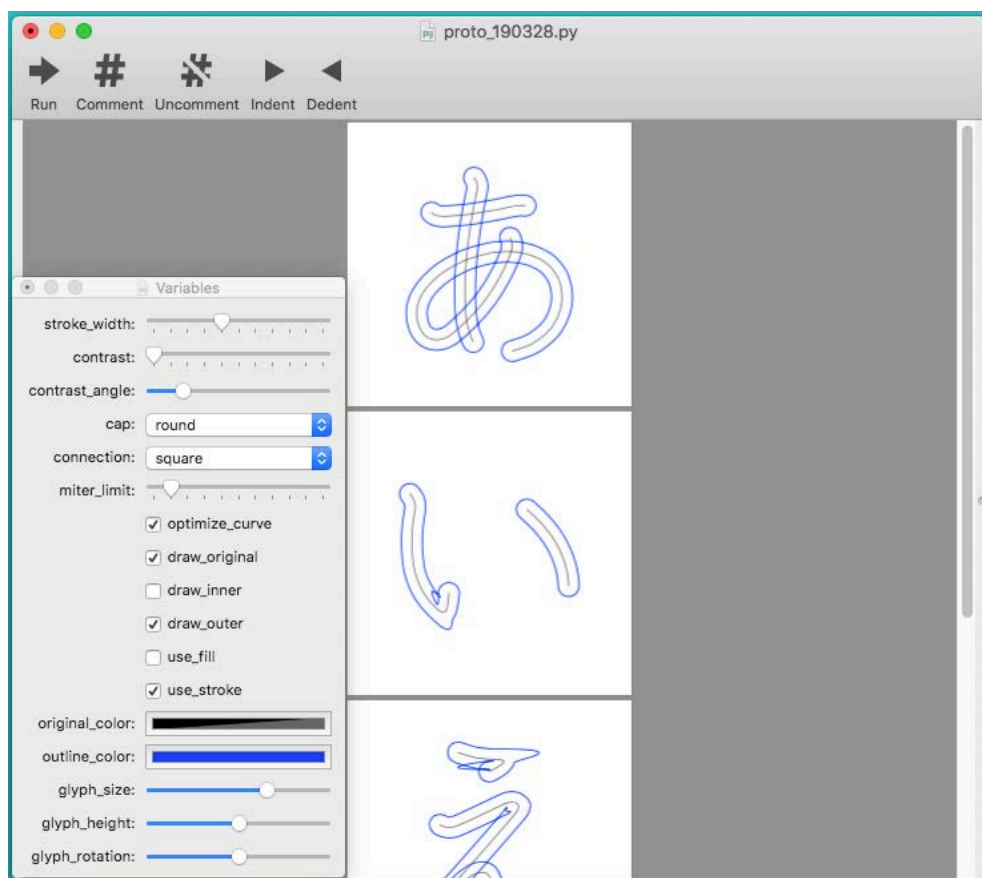 proto_190328.py
Run Comment Uncomment Indent Dedent
あ
Variables
stroke_width:
contrast:
contrast_angle:
cap: round
connection: square
miter_limit:
optimize_curve
draw_original
draw_inner
draw_outer
use_fill
use_stroke
original_color:
outline_color:
glyph_size:
glyph_height:
glyph_rotation:
い
え